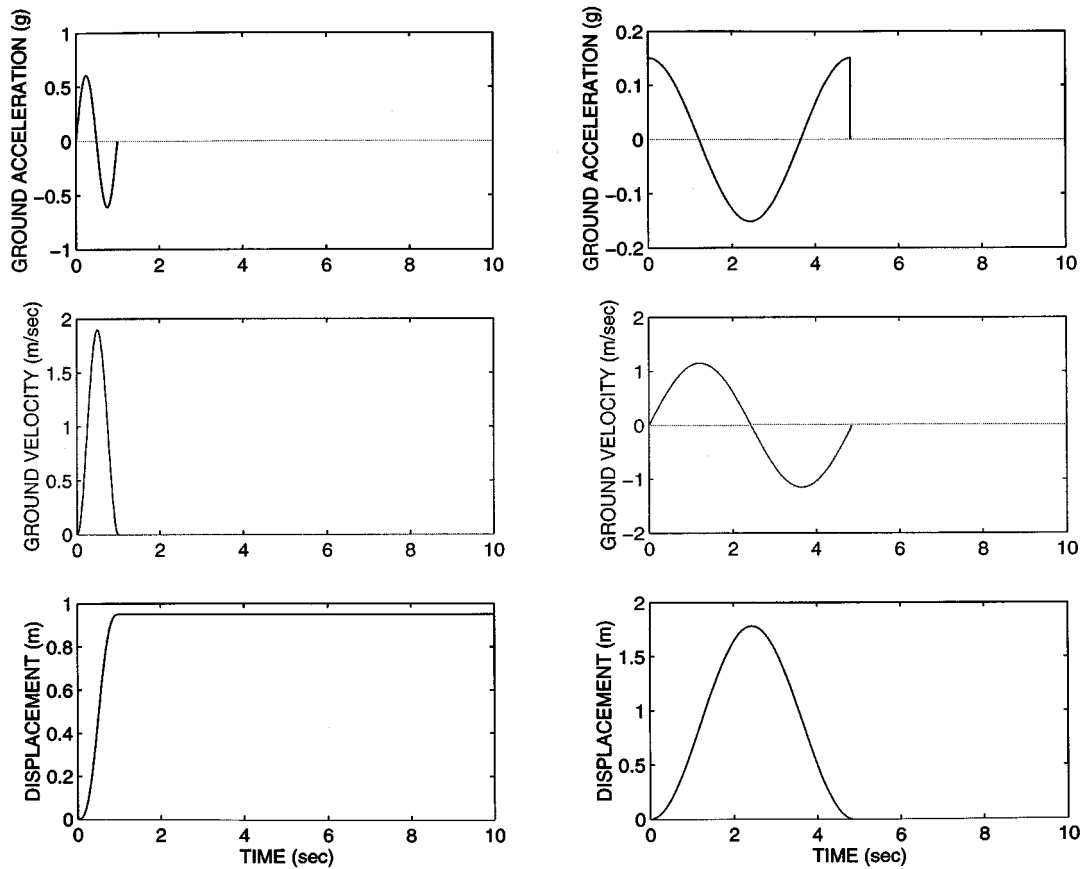 GROUND ACCELERATION (g)
1
0.5
0
−0.5
−1
0 2 4 6 8 10
GROUND ACCELERATION (g)
0.2
0.1
0
−0.1
−0.2
0 2 4 6 8 10
GROUND VELOCITY (m/sec)
2
1.5
1
0.5
0
0 2 4 6 8 10
GROUND VELOCITY (m/sec)
2
1
0
−1
−2
0 2 4 6 8 10
DISPLACEMENT (m)
1
0.8
0.6
0.4
0.2
0
0 2 4 6 8 10
TIME (sec)
DISPLACEMENT (m)
2
1.5
1
0.5
0
0 2 4 6 8 10
TIME (sec)